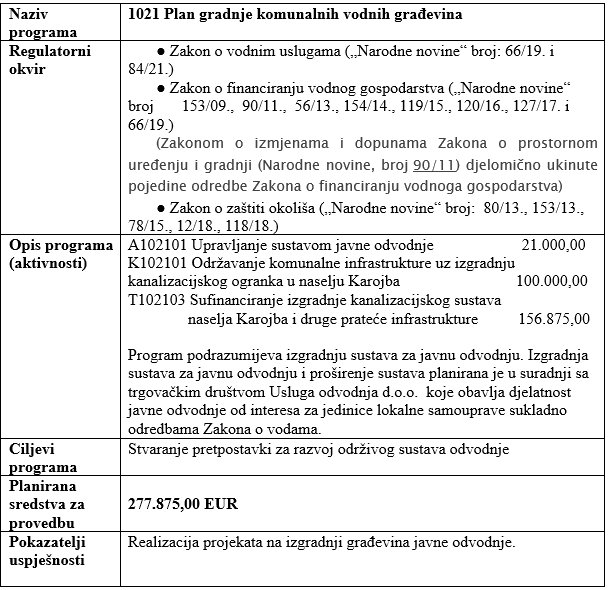 Naziv programa
1021 Plan gradnje komunalnih vodnih građevina
Regulatorni okvir
● Zakon o vodnim uslugama („Narodne novine“ broj: 66/19. i
84/21.)
● Zakon o financiranju vodnog gospodarstva („Narodne novine“
broj 153/09., 90/11., 56/13., 154/14., 119/15., 120/16., 127/17. i
66/19.)
(Zakonom o izmjenama i dopunama Zakona o prostornom
uređenju i gradnji (Narodne novine, broj 90/11) djelomično ukinute
pojedine odredbe Zakona o financiranju vodnoga gospodarstva)
● Zakon o zaštiti okoliša („Narodne novine“ broj: 80/13., 153/13.,
78/15., 12/18., 118/18.)
Opis programa
(aktivnosti)
A102101 Upravljanje sustavom javne odvodnje 21.000,00
K102101 Održavanje komunalne infrastrukture uz izgradnju
kanalizacijskog ogranka u naselju Karojba 100.000,00
T102103 Sufinanciranje izgradnje kanalizacijskog sustava
naselja Karojba i druge prateće infrastrukture 156.875,00
Program podrazumijeva izgradnju sustava za javnu odvodnju. Izgradnja
sustava za javnu odvodnju i proširenje sustava planirana je u suradnji sa
trgovačkim društvom Usluga odvodnja d.o.o. koje obavlja djelatnost
javne odvodnje od interesa za jedinice lokalne samouprave sukladno
odredbama Zakona o vodama.
Ciljevi
programa
Stvaranje pretpostavki za razvoj održivog sustava odvodnje
Planirana
sredstva za
provedbu
277.875,00 EUR
Pokazatelji
uspješnosti
Realizacija projekata na izgradnji građevina javne odvodnje.